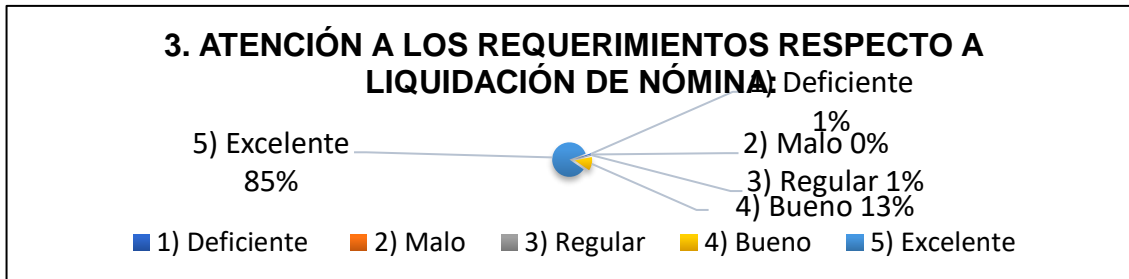 3. ATENCIÓN A LOS REQUERIMIENTOS RESPECTO A
LIQUIDACIÓN DE NÓMINA:
1) Deficiente
1%
5) Excelente
85%
2) Malo 0%
3) Regular 1%
4) Bueno 13%
1) Deficiente 2) Malo 3) Regular 4) Bueno 5) Excelente